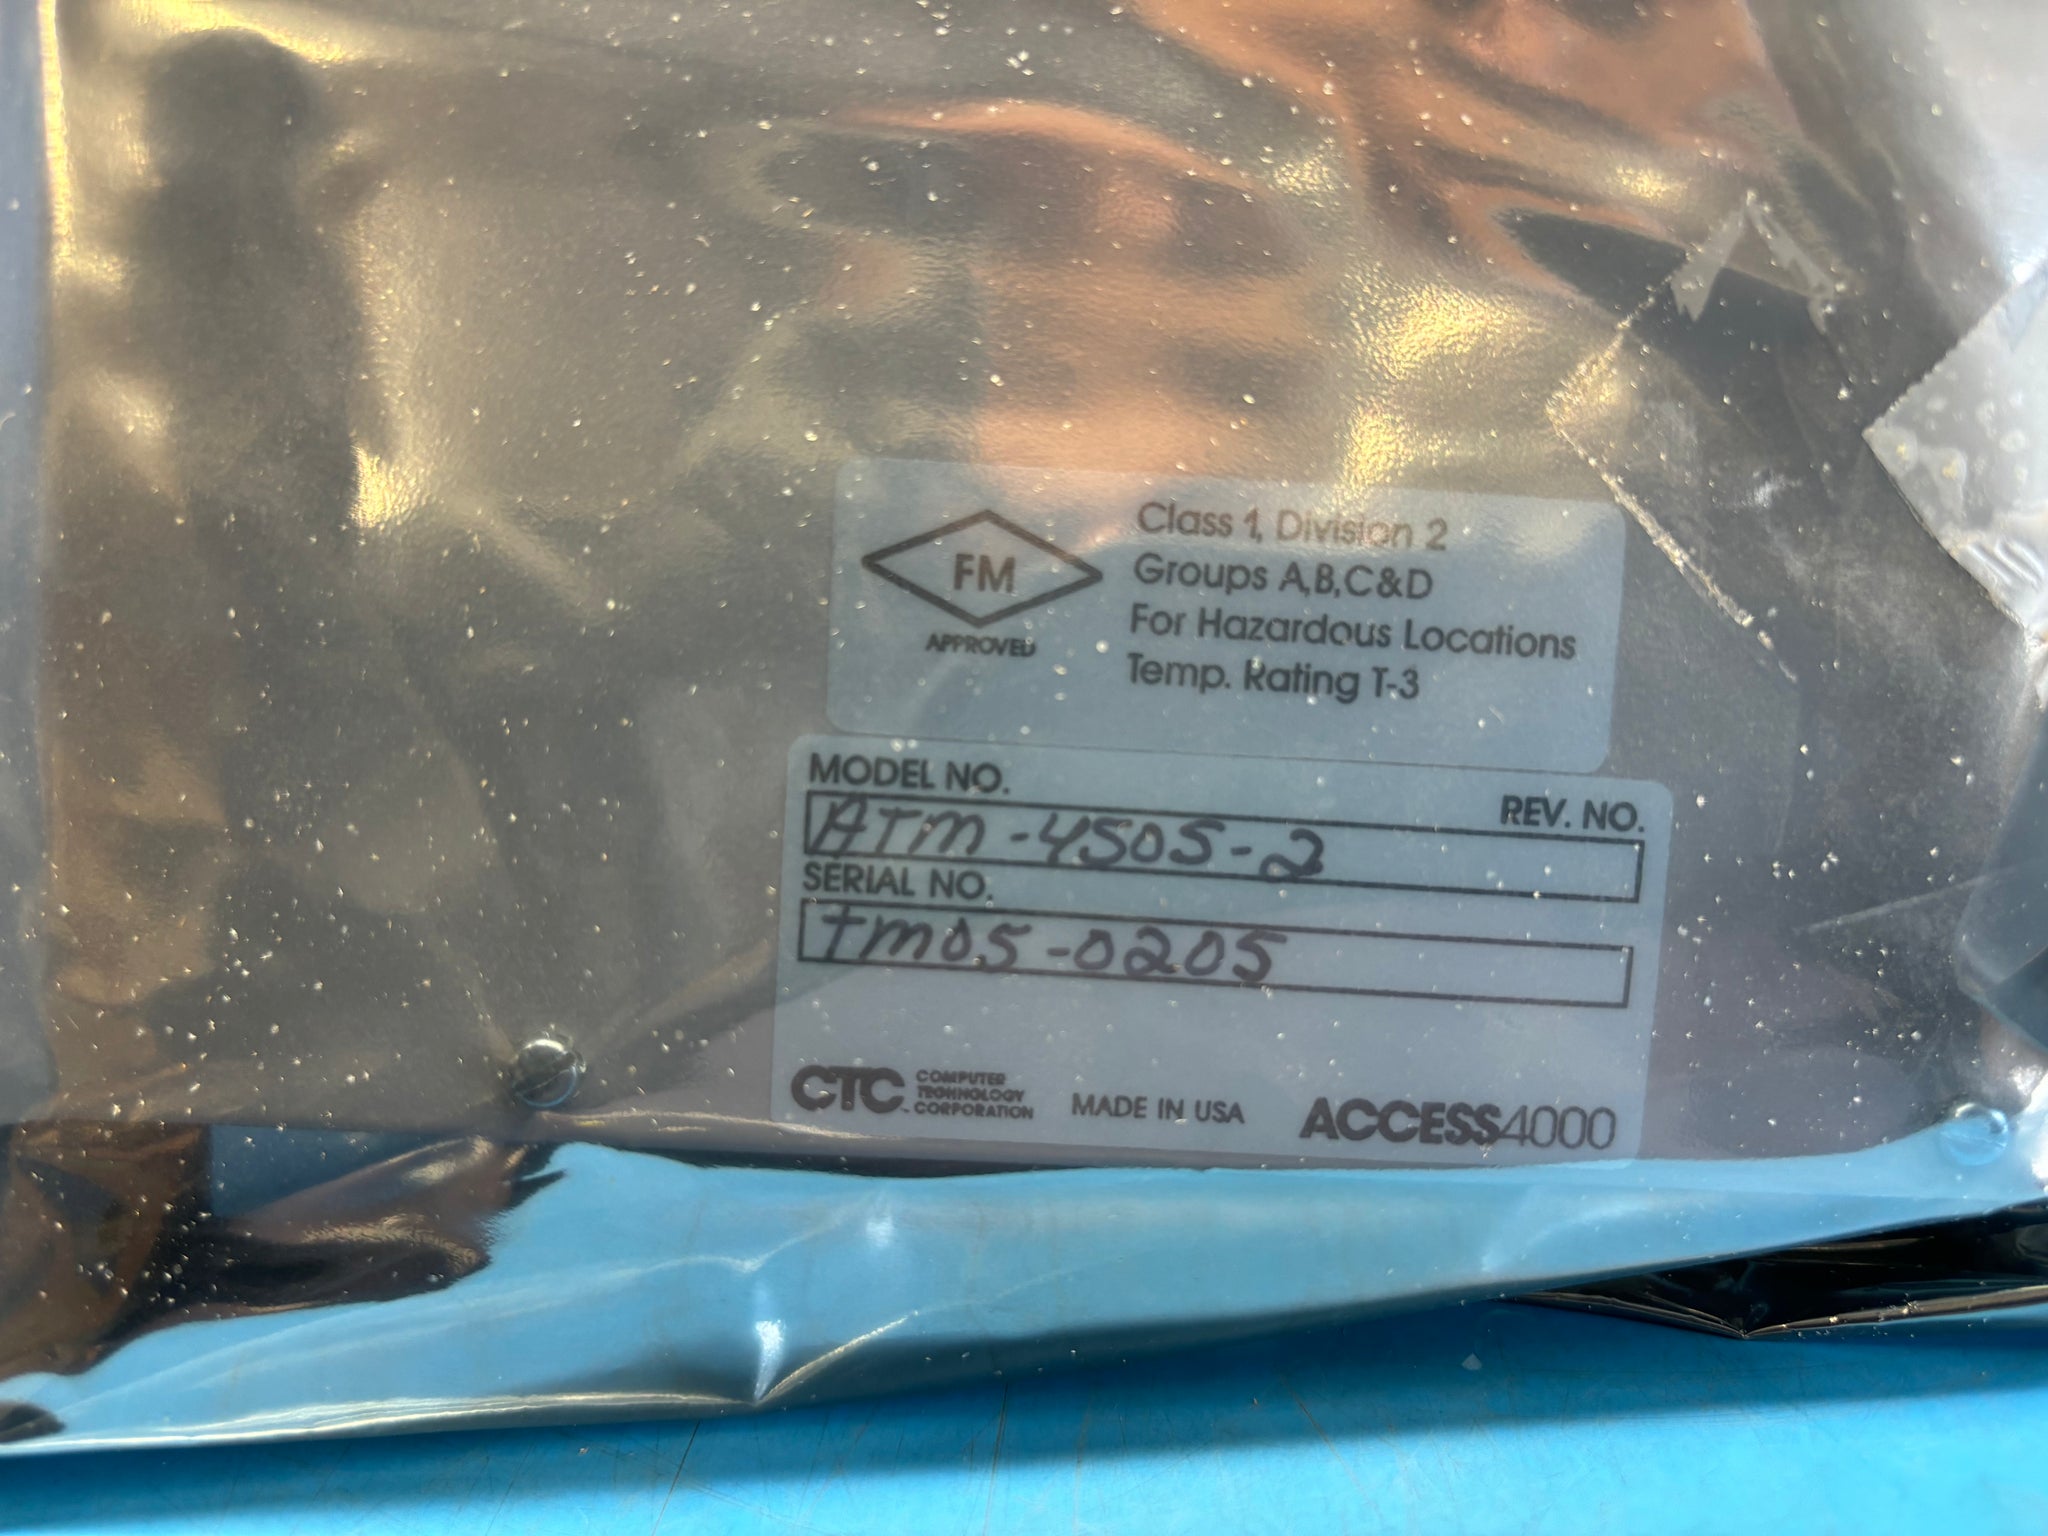 FM
APPROVED
Class 1, Division 2
Groups A,B,C&D
For Hazardous Locations
Temp. Rating T-3
MODEL NO.
REV. NO.
ATM-4505-2
SERIAL NO.
tm05-0205
CTC COMPUTER
TECHNOLOGY
CORPORATION
MADE IN USA
ACCESS4000